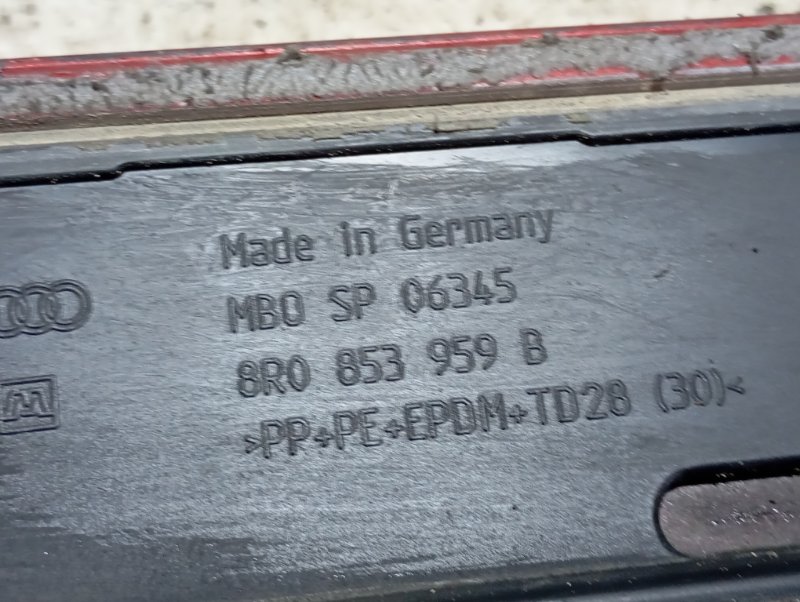 Made in Germany
MBO SP 06345
8R0 853 959 B
>PP+PE+EPDM+TD28 (30)<